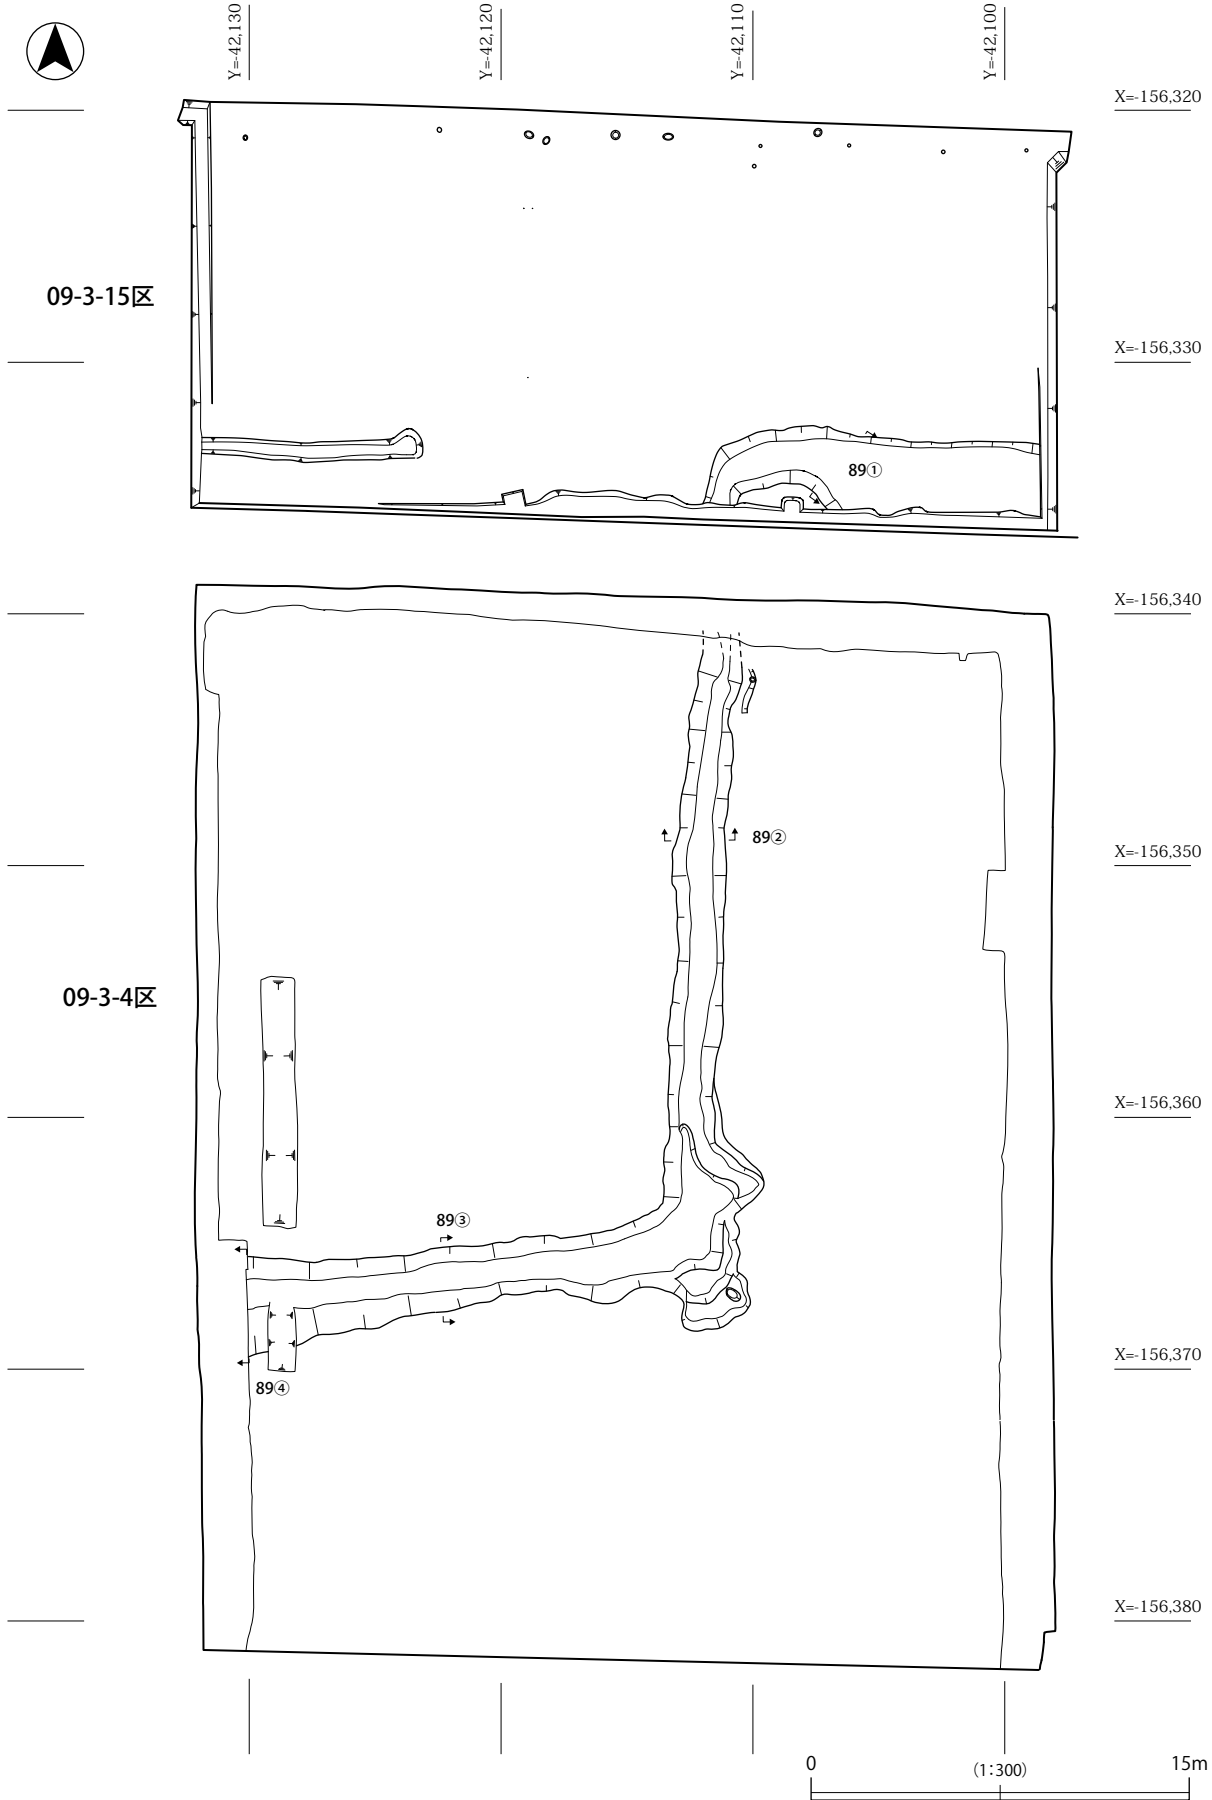 Y=-42,130
Y=-42,120
Y=-42,110
Y=-42,100
X=-156,320
09-3-15区
X=-156,330
89①
X=-156,340
89②
X=-156,350
09-3-4区
X=-156,360
89③
X=-156,370
89④
X=-156,380
0
(1:300)
15m